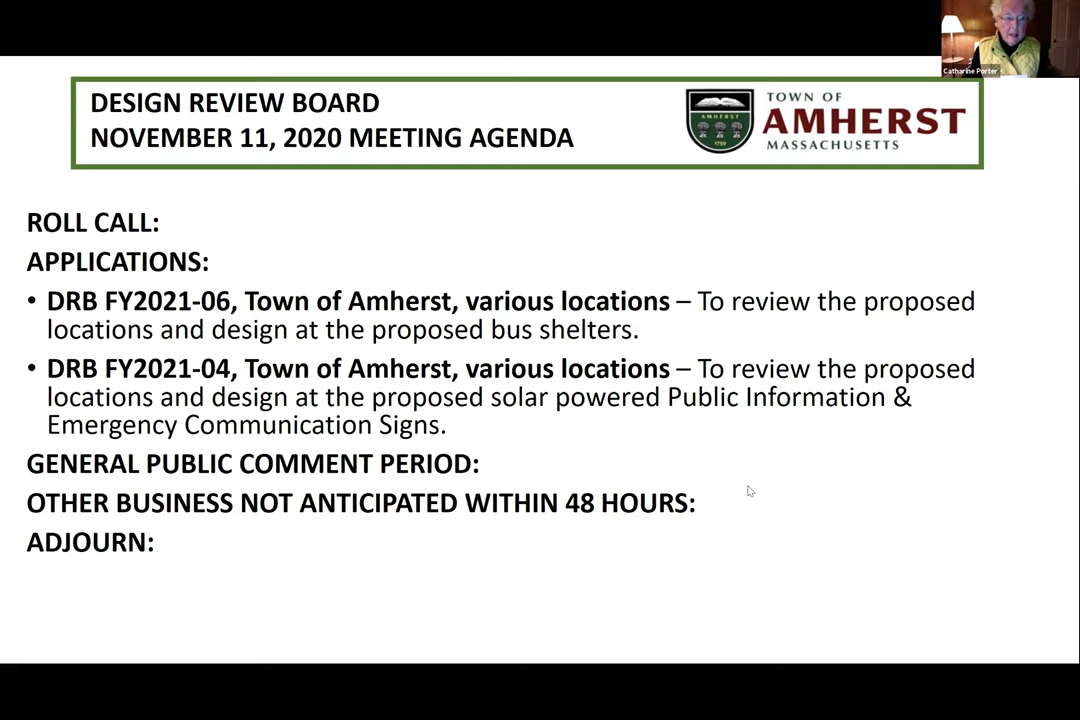 Catharine Porter
DESIGN REVIEW BOARD
NOVEMBER 11, 2020 MEETING AGENDA
AMHERST
1759
TOWN OF
AMHERST
MASSACHUSETTS
ROLL CALL:
APPLICATIONS:
• DRB FY2021-06, Town of Amherst, various locations – To review the proposed
locations and design at the proposed bus shelters.
• DRB FY2021-04, Town of Amherst, various locations – To review the proposed
locations and design at the proposed solar powered Public Information &
Emergency Communication Signs.
GENERAL PUBLIC COMMENT PERIOD:
OTHER BUSINESS NOT ANTICIPATED WITHIN 48 HOURS:
ADJOURN: